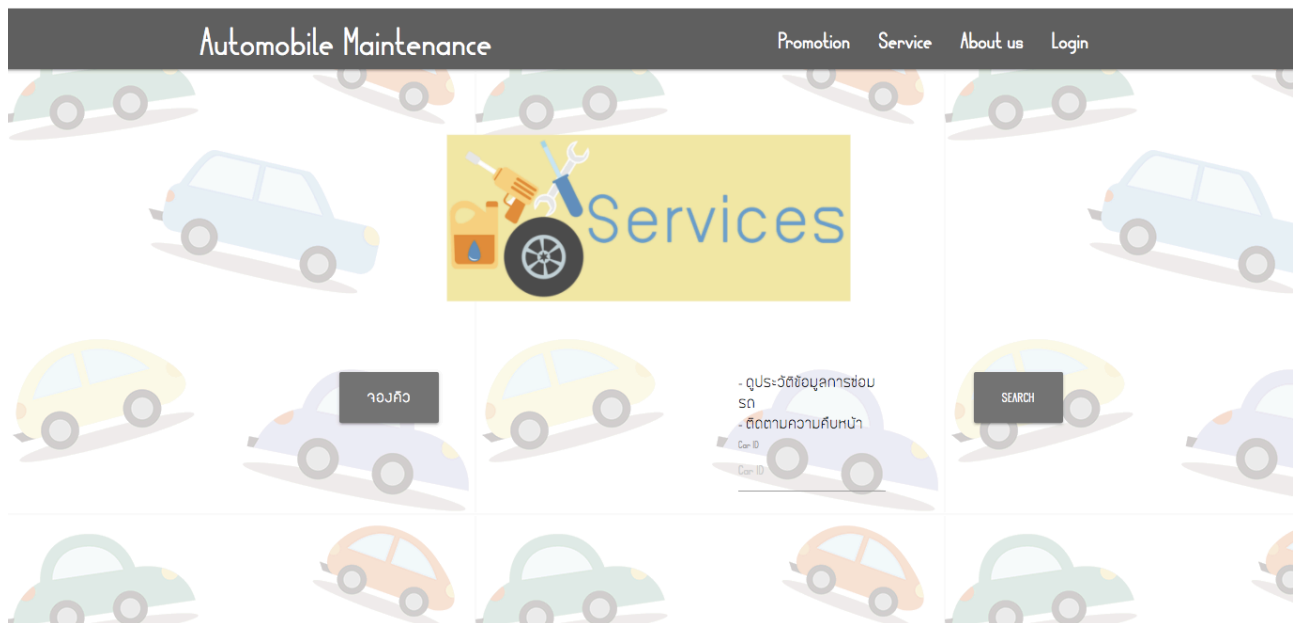 Automobile Maintenance
Promotion Service About us Login
Services
จองคิว
- ดูประวัติข้อมูลการซ่อม
รถ
- ติดตามความคืบหน้า
Car ID
Car ID
SEARCH